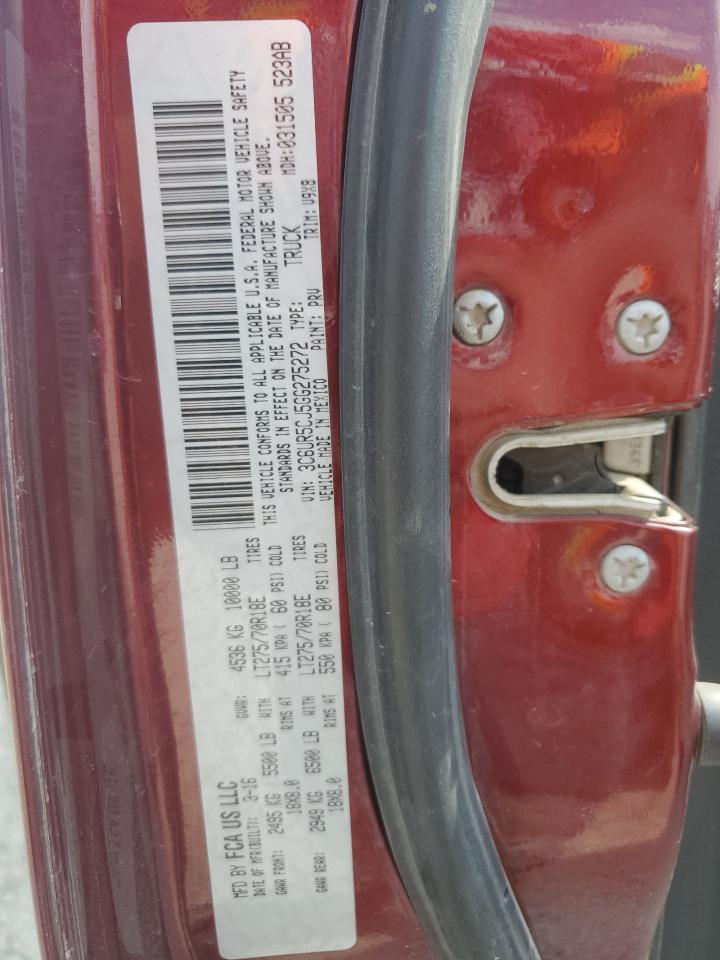 MFD BY FCA US LLC
DATE OF MFR(BUILT): 3-16 GVWR: 4536 KG 10000 LB
GAWR FRONT: 2495 KG 5500 LB WITH LT275/70R18E TIRES
18X8.0 RIMS AT 415 KPA ( 60 PSI) COLD
GAWR REAR: 2949 KG 6500 LB WITH LT275/70R18E TIRES
18X8.0 RIMS AT 550 KPA ( 80 PSI) COLD
THIS VEHICLE CONFORMS TO ALL APPLICABLE U.S.A. FEDERAL MOTOR VEHICLE SAFETY
STANDARDS IN EFFECT ON THE DATE OF MANUFACTURE SHOWN ABOVE.
MDH:031505 523AB
VIN: 3C6UR5CJ5GG275272 TYPE: TRUCK
VEHICLE MADE IN MEXICO PAINT: PRV TRIM: V9X8